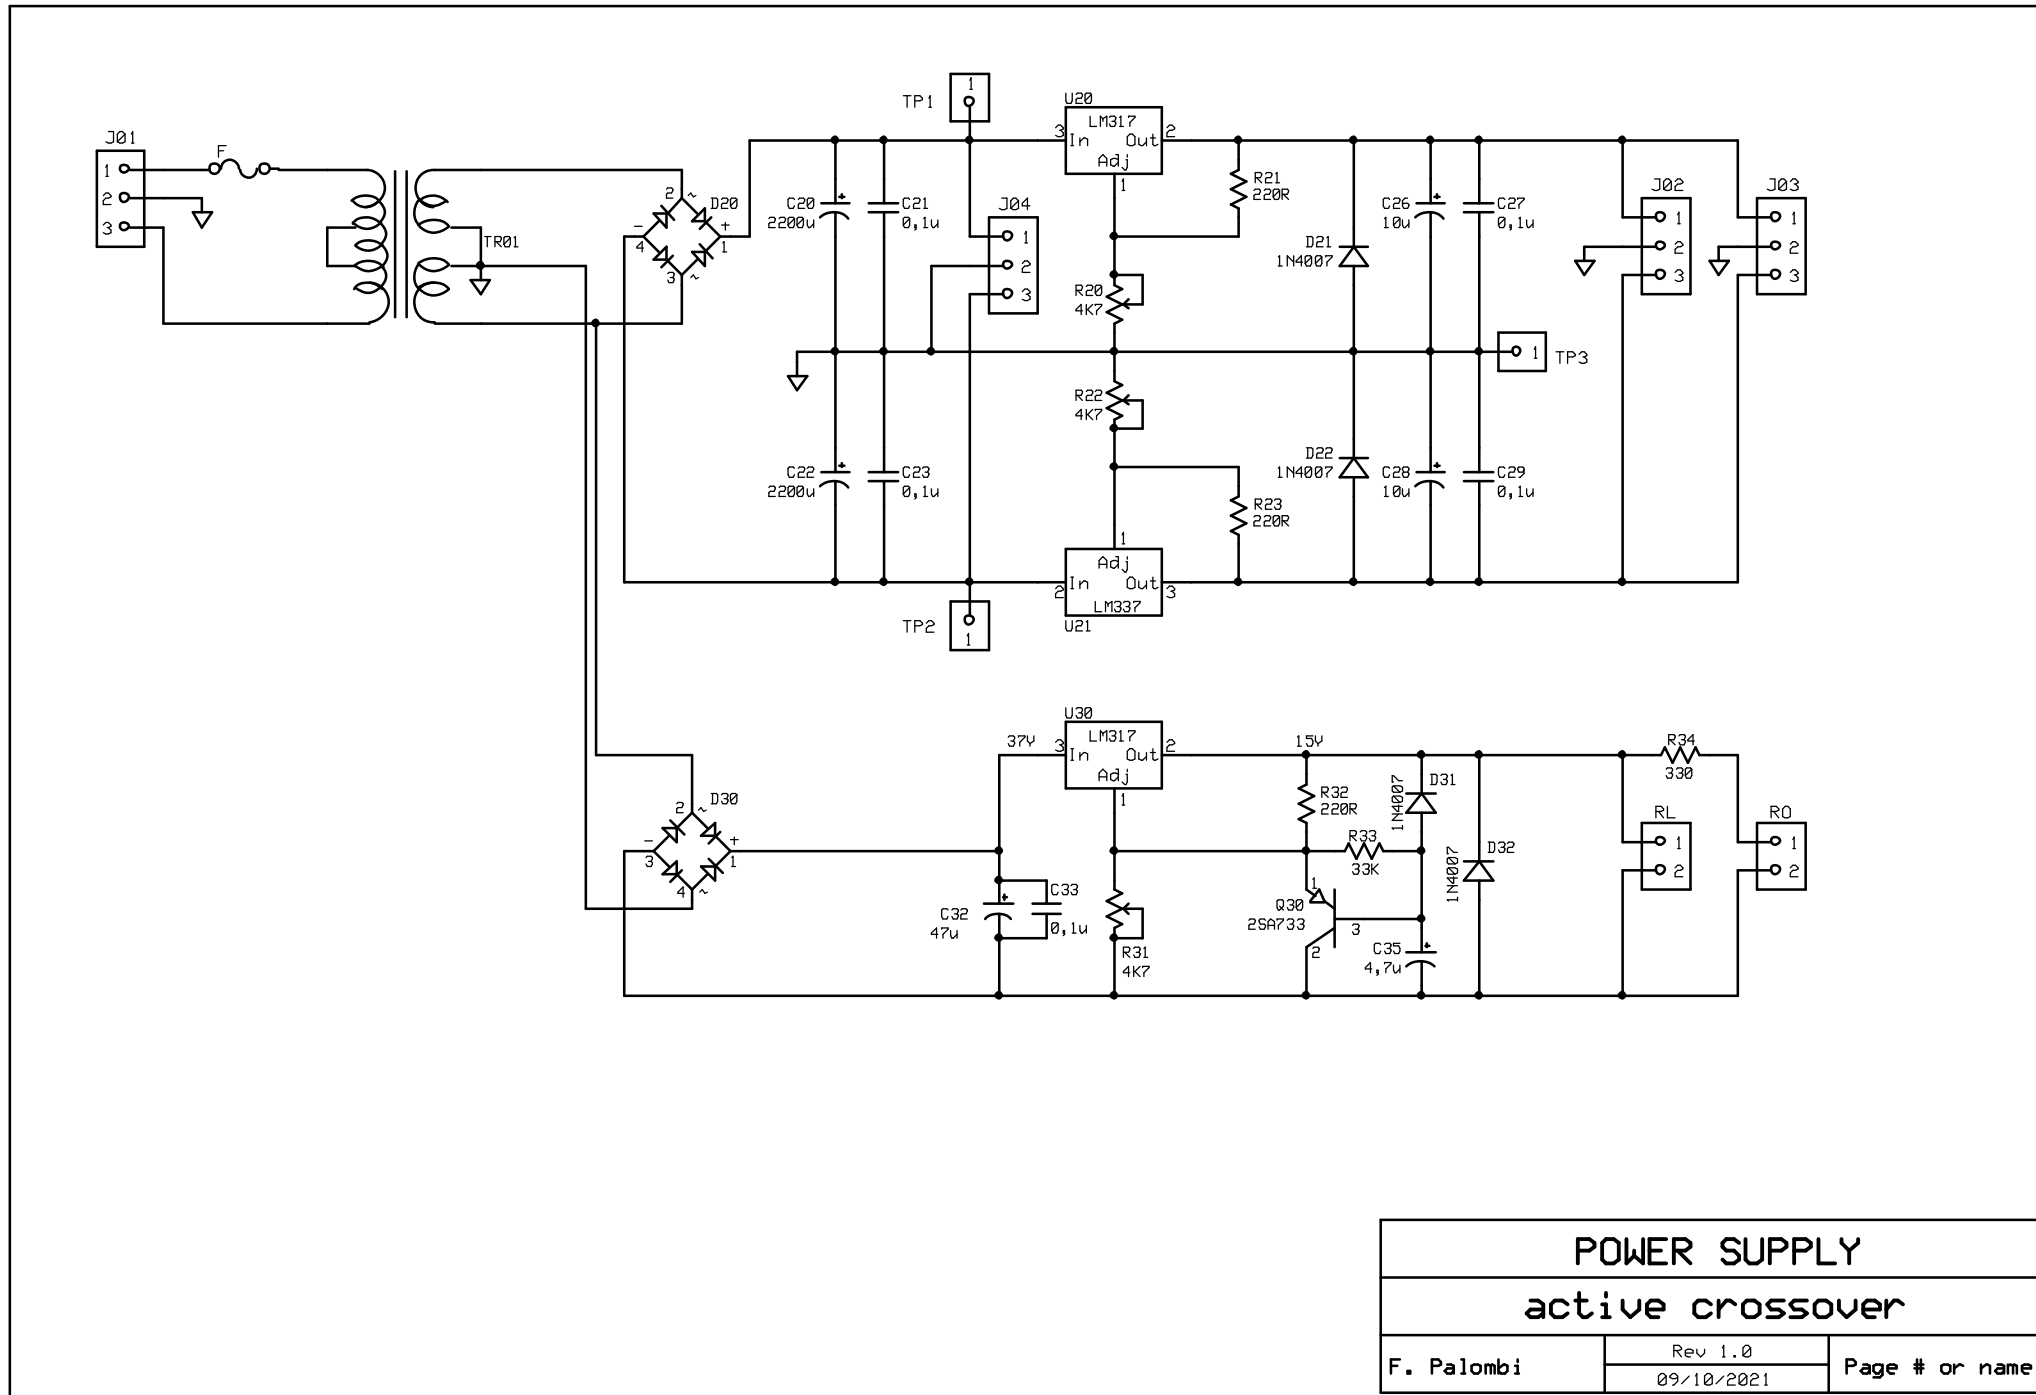 J01
1
2
3
F
TR01
2
~
D20
-
+
4
1
3
~
TP1
1
C20
2200u
+
C21
0,1u
J04
1
2
3
U20
LM317
3
In
Out
2
Adj
1
R21
220R
R20
4K7
D21
1N4007
C26
10u
+
C27
0,1u
J02
1
2
3
J03
1
2
3
1
TP3
R22
4K7
C22
2200u
+
C23
0,1u
D22
1N4007
C28
10u
+
C29
0,1u
R23
220R
1
Adj
In
Out
2
3
LM337
U21
TP2
1
U30
LM317
37V
3
In
Out
2
Adj
1
15V
R32
220R
1N4007
D31
R33
33K
1N4007
D32
R34
330
RL
1
2
RO
1
2
2
~
D30
-
+
3
1
4
~
C32
47u
+
C33
0,1u
R31
4K7
1
Q30
2SA733
3
2
C35
4,7u
+
POWER SUPPLY
active crossover
F. Palombi
Rev 1.0
09/10/2021
Page # or name